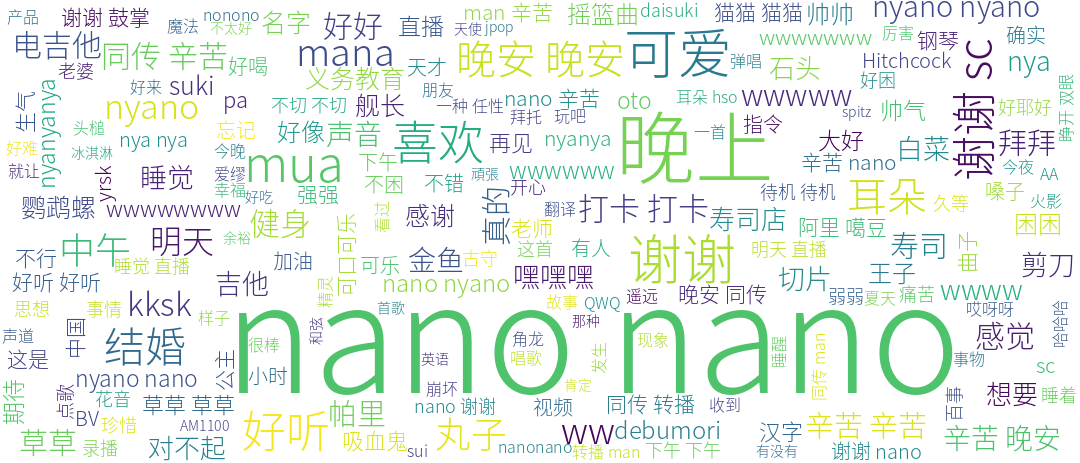 产品
谢谢 鼓掌
魔法
nonono
不太好
名字
好好
直播
man 辛苦
天使
jpop
摇篮曲
daisuki
猫猫 猫猫
帅帅
nyano nyano
厉害
电吉他
同传 辛苦
老婆
好喝
mana
天才
晚安 晚安
可爱
wwwwwww
弹唱
石头
Hitchcock
钢琴
确实
sc
nya
好困
生气
nyanyanya
头槌
好来
suki
义务教育
朋友
nyano
pa
舰长
不切 不切
nano 辛苦
一种 任性
拜托
玩吧
oto
耳朵 hso
wwwww
spitz
帅气
好耶好
睁开 双眼
好难
nya nya
忘记
好像
声音
喜欢
再见
nyanya
晚上
一首
指令
大好
白菜
谢谢
拜拜
今夜
AA
冰淇淋
今晚
就让
yrsk
爱缪
幸福
睡觉
mua
下午
不困
强强
不错
wwwwww
頑張
开心
辛苦 nano
待机 待机
嗓子
火影
鹦鹉螺
wwwwwwww
好吃
看过
感谢
真的
翻译
打卡 打卡
寿司店
耳朵
久等
困困
中午
明天
余裕
健身
可口可乐
老师
这首
有人
谢谢
明天 直播
阿里 噶豆
寿司
由子
剪刀
不行
睡觉 直播
加油
可乐
金鱼
古守
嘿嘿嘿
切片
王子
好听 好听
吉他
精灵
nano nyano
故事
QWQ
遥远
晚安 同传
弱弱
夏天
痛苦
wwww
哎呀呀
思想
事情
kksk
首歌
nano nano
那种
哈哈哈
声道
中国
结婚
样子
和弦
角龙
现象
感觉
这是
很棒
英语
唱歌
发生
睡醒
同传 man
事物
nyano nano
公主
小时
崩坏
肯定
百事
想要
sc
睡着
期待
点歌
花音
草草 草草
帕里
nano 谢谢
视频
同传 转播
收到
BV
珍惜
AM1100
好听
丸子
ww
debumori
汉字
辛苦 辛苦
辛苦 晚安
草草
录播
对不起
吸血鬼
sui
nanonano
转播 man
下午 下午
有没有
谢谢 nano